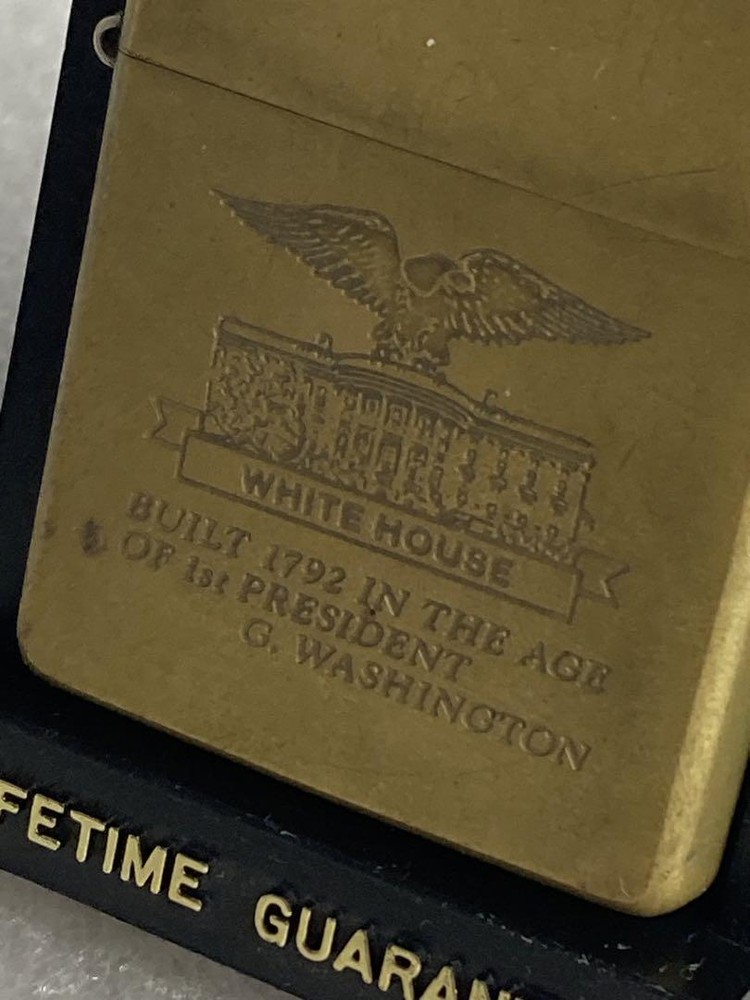 WHITE HOUSE
BUILT 1792 IN THE AGE
OF 1st PRESIDENT
G. WASHINGTON
FETIME GUARAN